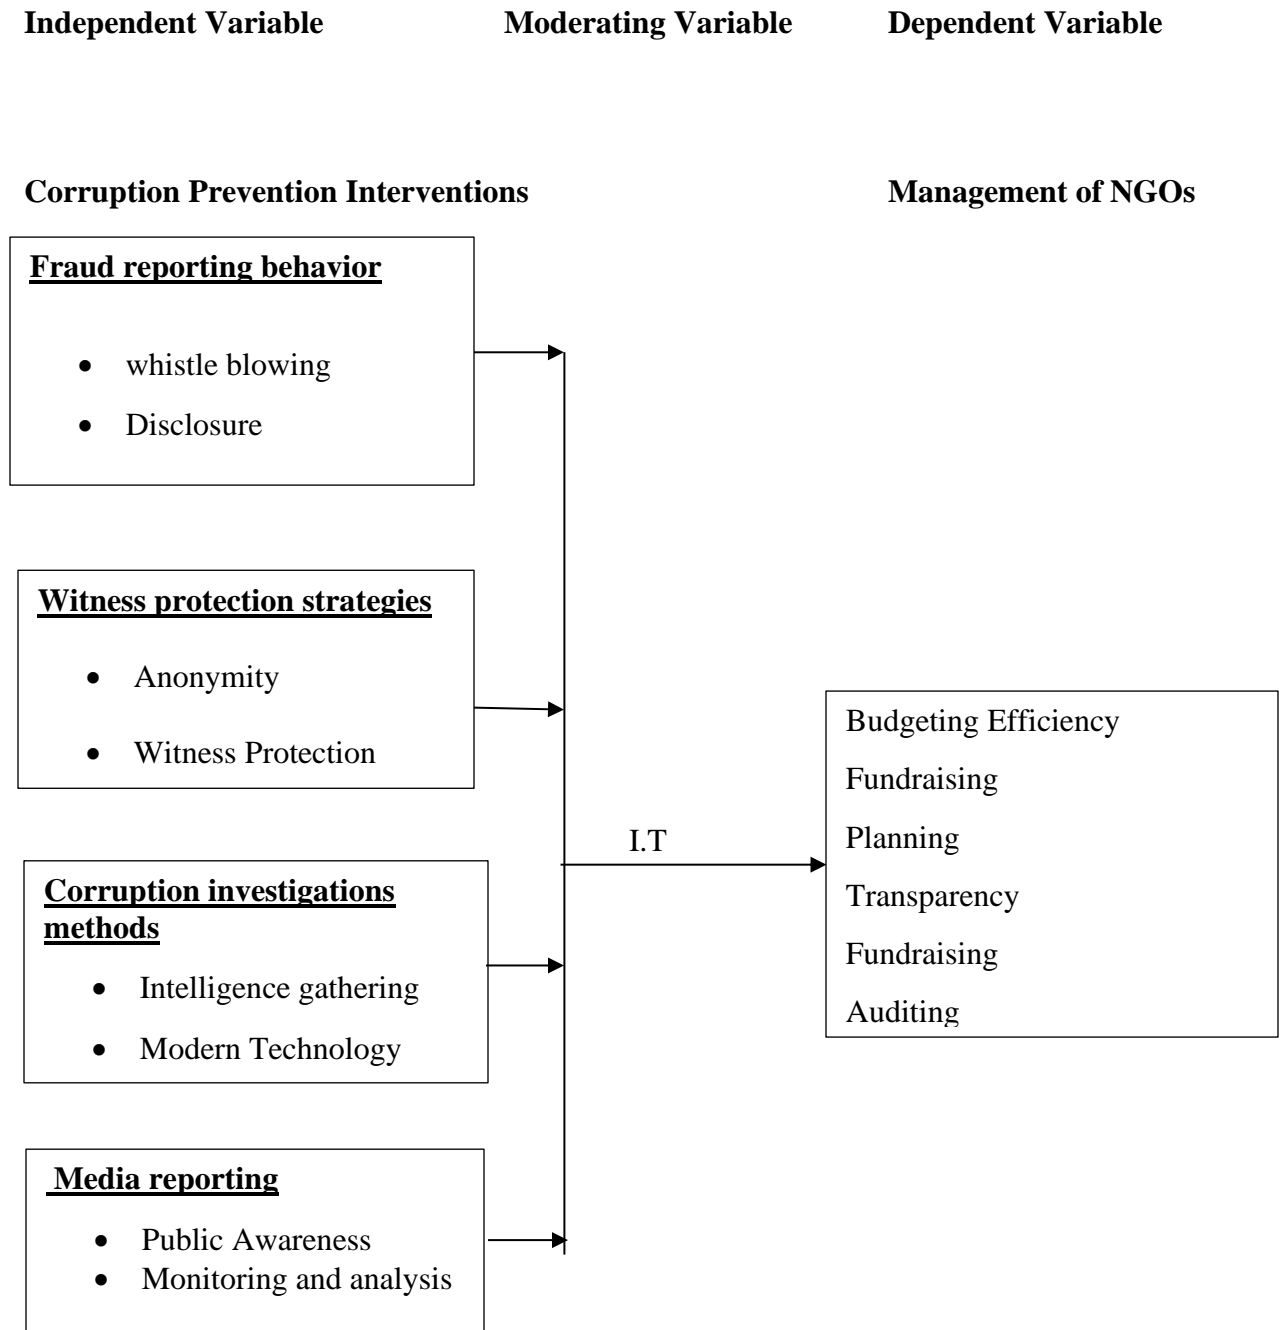 Independent Variable Moderating Variable Dependent Variable
Corruption Prevention Interventions Management of NGOs
Fraud reporting behavior
• whistle blowing
• Disclosure
Witness protection strategies
• Anonymity
• Witness Protection
Corruption investigations
methods
• Intelligence gathering
• Modern Technology
Media reporting
• Public Awareness
• Monitoring and analysis
I.T
Budgeting Efficiency
Fundraising
Planning
Transparency
Fundraising
Auditing